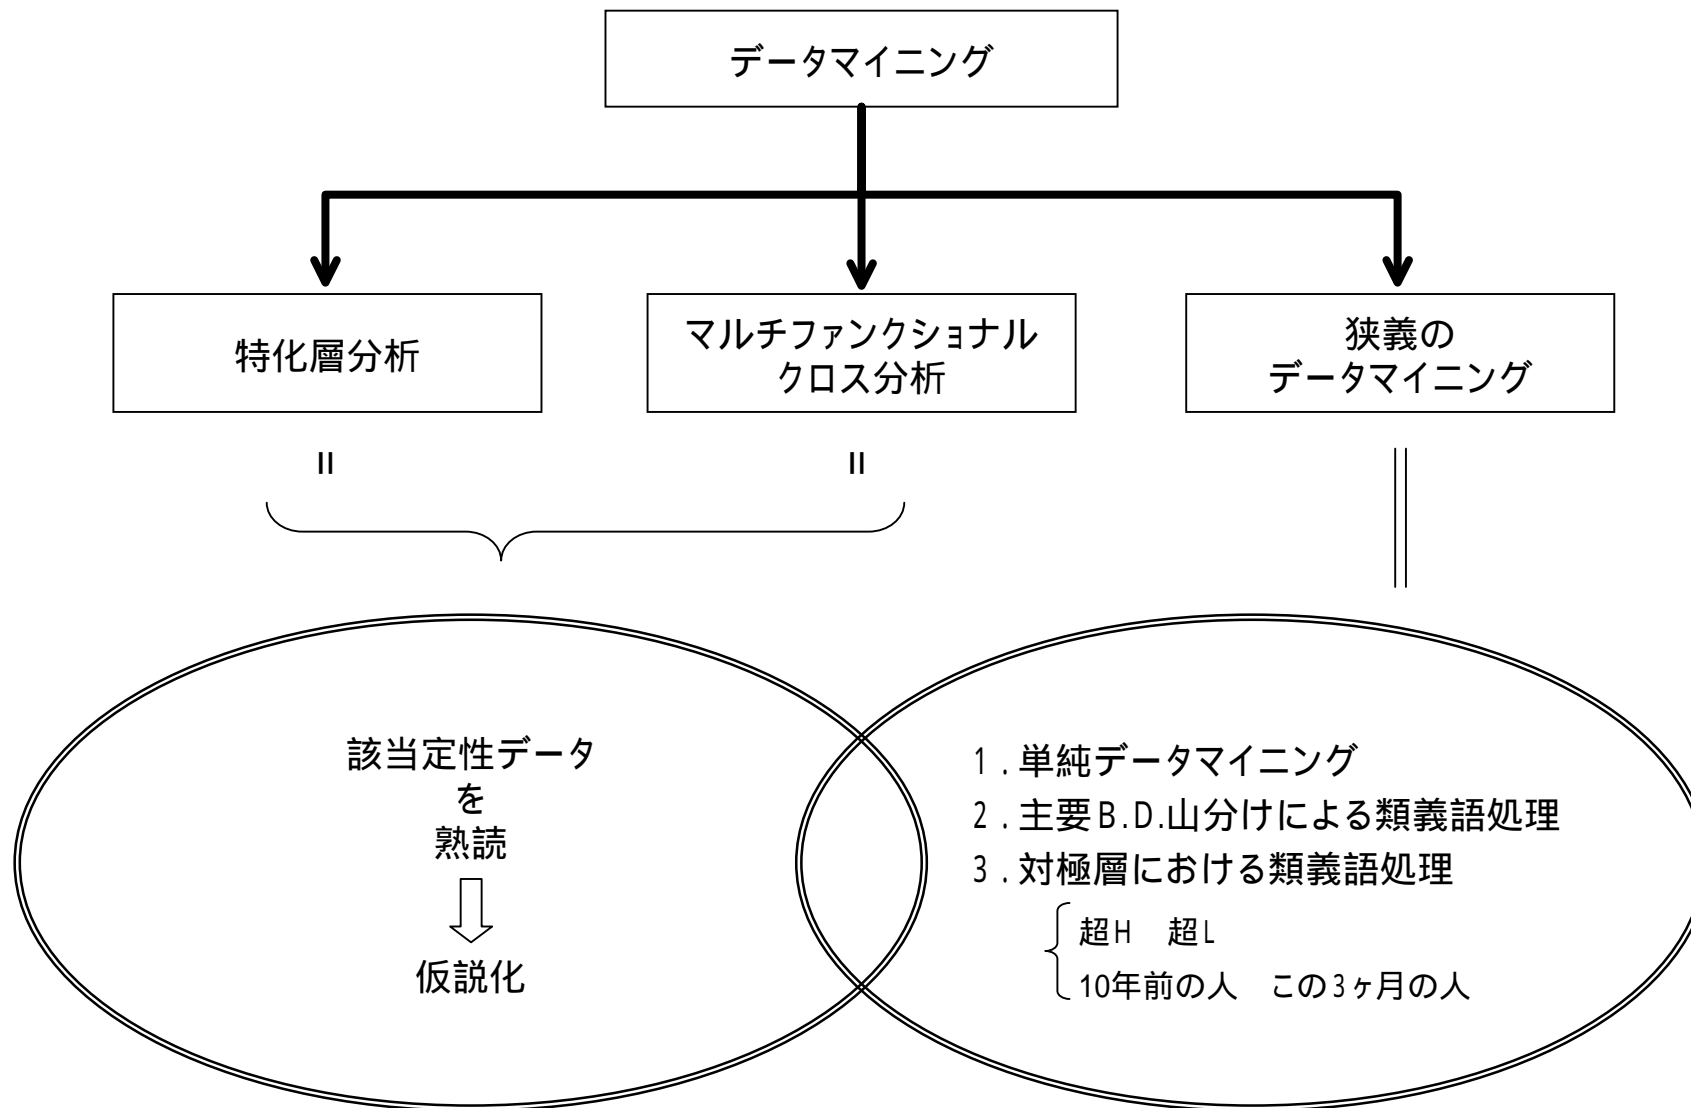 データマイニング
特化層分析
マルチファンクショナル
クロス分析
狭義の
データマイニング
=
=
該当定性データ
を
熟読
仮説化
1.単純データマイニング
2.主要B.D.山分けによる類義語処理
3.対極層における類義語処理
超H 超L
10年前の人 この3ヶ月の人